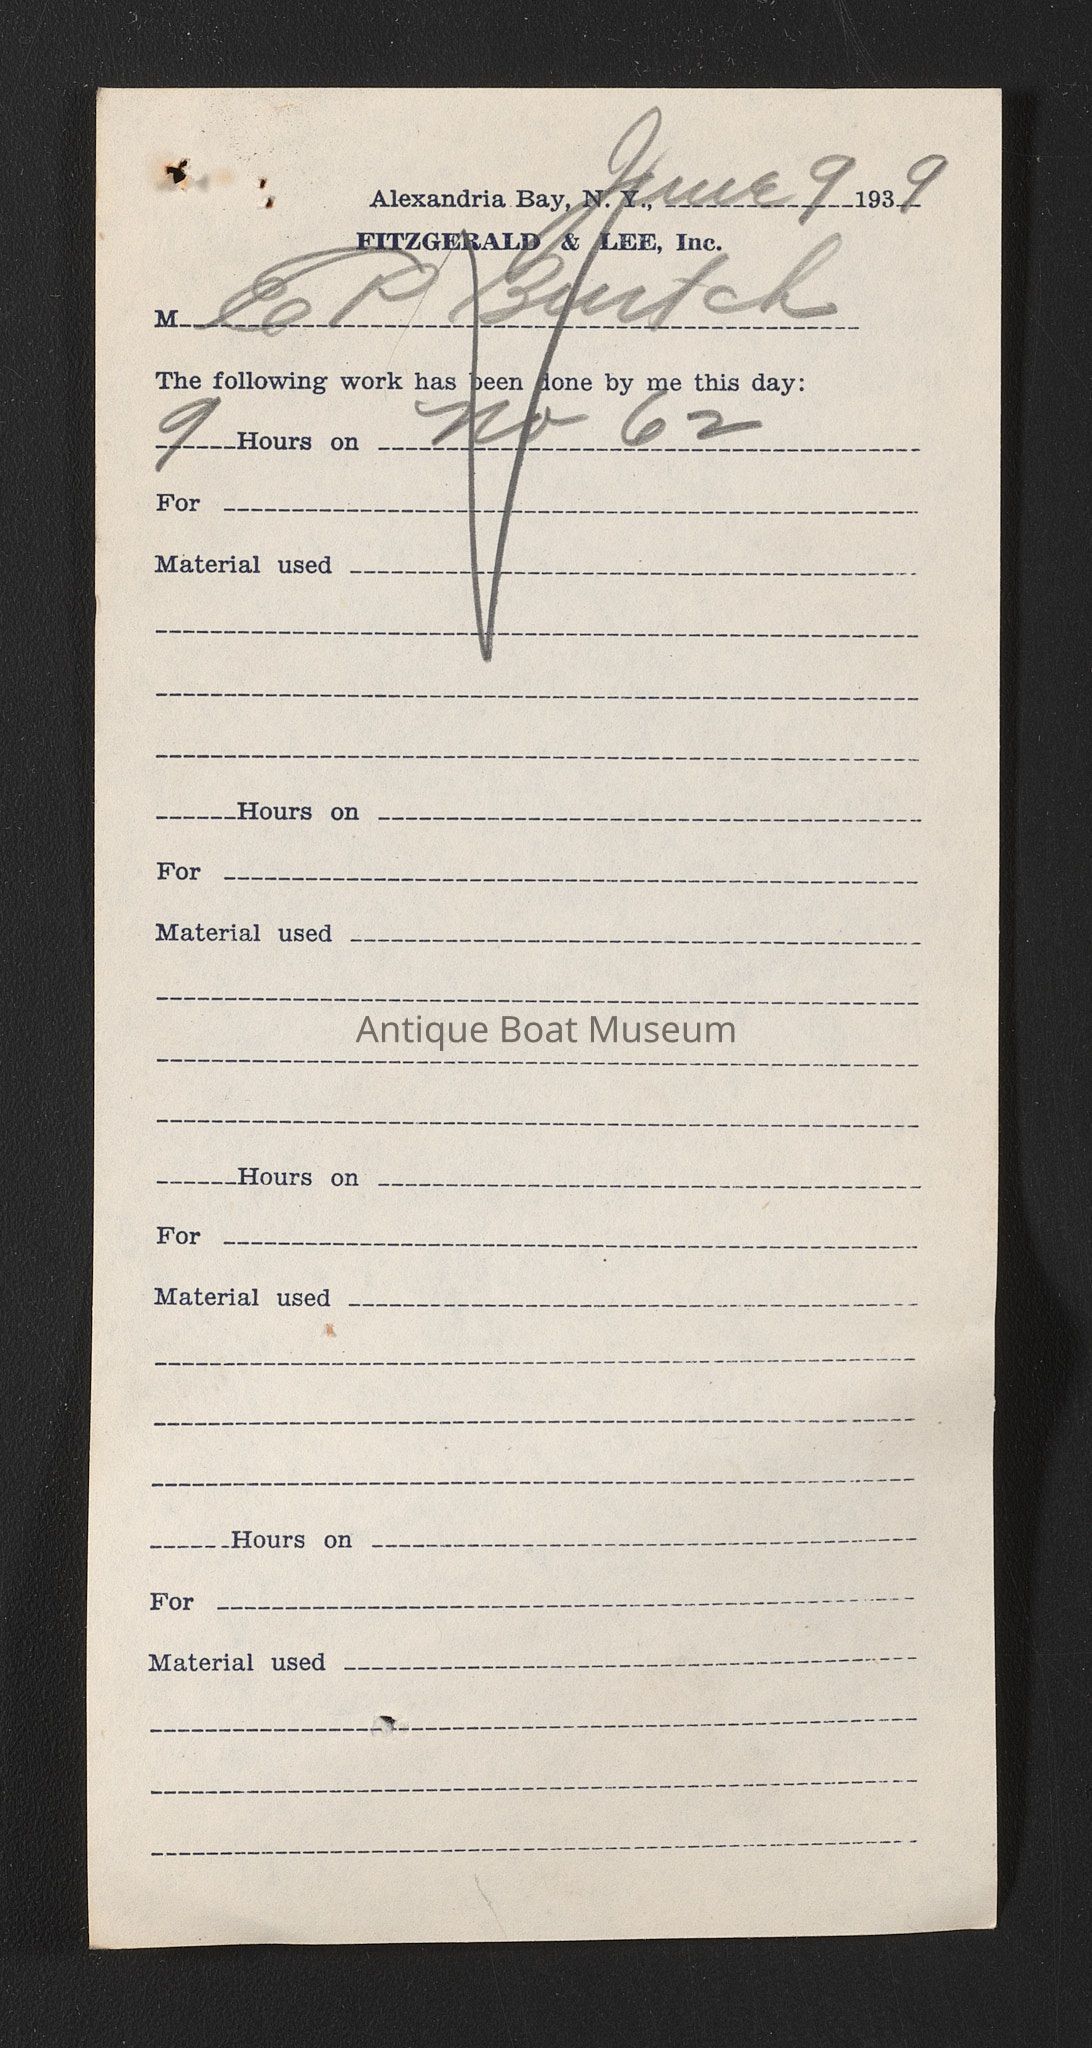 Alexandria Bay, N. Y., June 9 1939
FITZGERALD & LEE, Inc.
M E P Burtch
The following work has been done by me this day:
9 Hours on No 62
For
Material used
Hours on
For
Material used
Antique Boat Museum
Hours on
For
Material used
Hours on
For
Material used